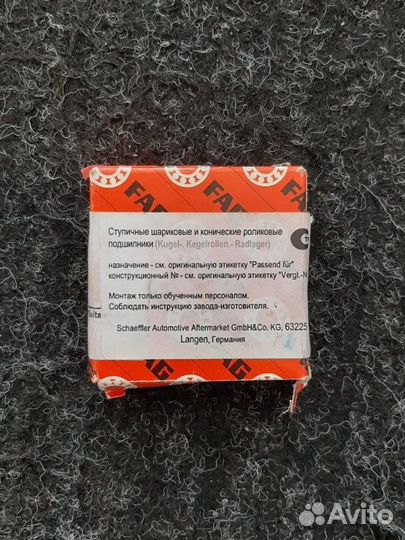 FAG
FAG
Ступичные шариковые и конические роликовые
подшипники (Kugel-, Kegelrollen.- Radlager)
назначение - см. оригинальную этикетку "Passend für"
конструкционный № - см. оригинальную этикетку "Vergl.-N
Монтаж только обученным персоналом.
Соблюдать инструкцию завода-изготовителя.
Schaeffler Automotive Aftermarket GmbH&Co. KG, 63225
Langen, Германия
FAG
AG
Avito